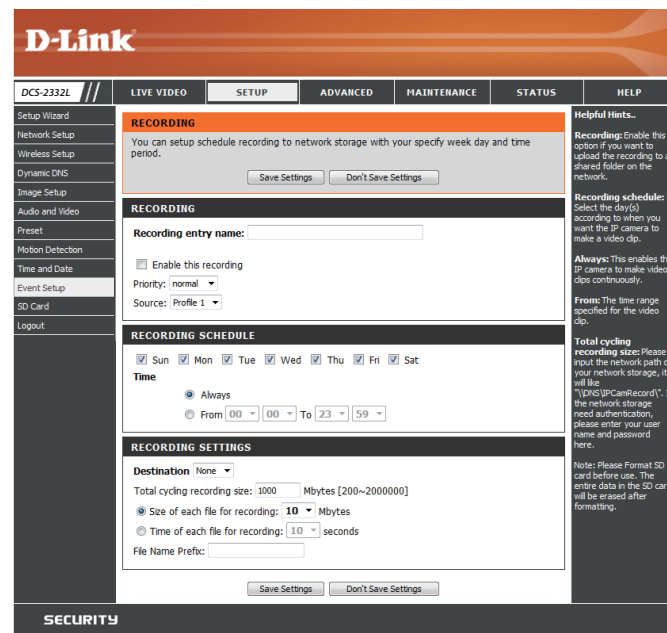 D-Link
DCS-2332L
LIVE VIDEO
SETUP
ADVANCED
MAINTENANCE
STATUS
HELP
Setup Wizard
Network Setup
Wireless Setup
Dynamic DNS
Image Setup
Audio and Video
Preset
Motion Detection
Time and Date
Event Setup
SD Card
Logout
RECORDING
You can setup schedule recording to network storage with your specify week day and time
period.
Save Settings Don't Save Settings
RECORDING
Recording entry name:
Enable this recording
Priority: normal
Source: Profile 1
RECORDING SCHEDULE
Sun Mon Tue Wed Thu Fri Sat
Time
Always
From 00 00 To 23 59
RECORDING SETTINGS
Destination None
Total cycling recording size: 1000 Mbytes [200~2000000]
Size of each file for recording: 10 Mbytes
Time of each file for recording: 10 seconds
File Name Prefix:
Save Settings Don't Save Settings
Helpful Hints..
Recording: Enable this
option if you want to
upload the recording to
shared folder on the
network.
Recording schedule:
Select the day(s)
according to when you
want the IP camera to
make a video clip.
Always: This enables
IP camera to make video
clips continuously.
From: The time range
specified for the video
clip.
Total cycling
recording size: Please
input the network path
your network storage, it
will like
"\\DNS\IPCamRecord\".
the network storage
need authentication,
please enter your user
name and password
here.
Note: Please Format SD
card before use. The
entire data in the SD
will be erased after
formatting.
SECURITY